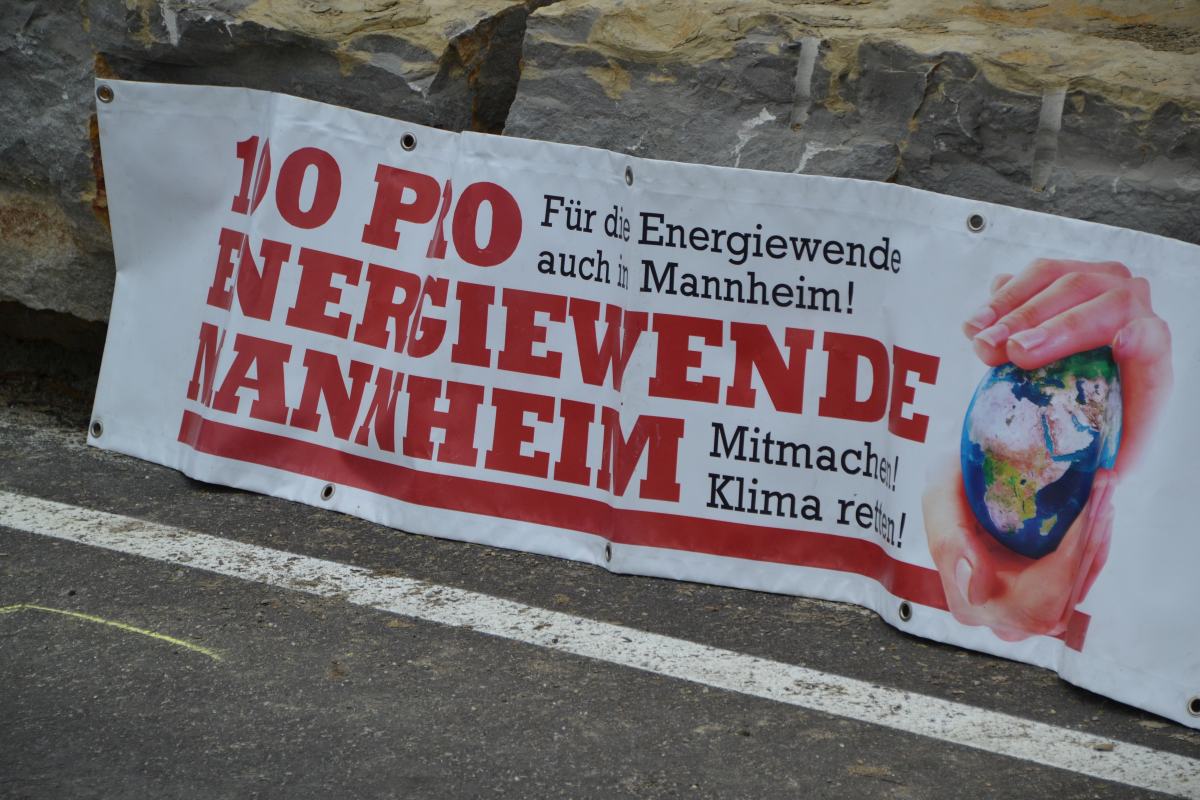 100 PRO
Für die Energiewende
auch in Mannheim!
ENERGIEWENDE
MANNHEIM
Mitmachen!
Klima retten!